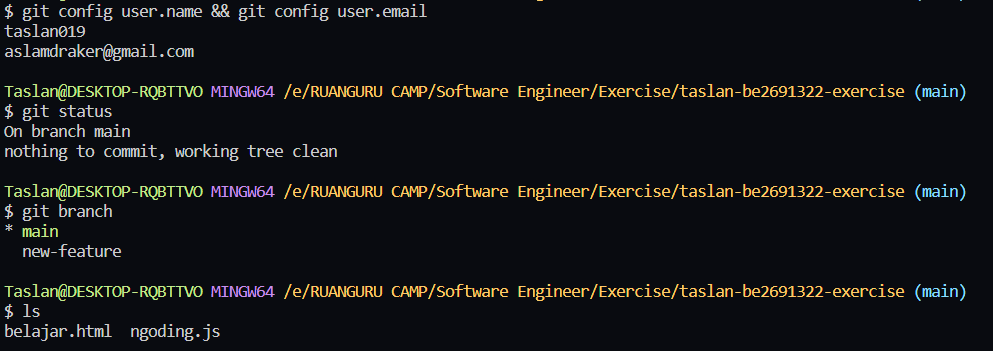 $ git config user.name && git config user.email
taslan019
aslamdraker@gmail.com
Taslan@DESKTOP-RQBTTVO MINGW64 /e/RUANGURU CAMP/Software Engineer/Exercise/taslan-be2691322-exercise (main)
$ git status
On branch main
nothing to commit, working tree clean
Taslan@DESKTOP-RQBTTVO MINGW64 /e/RUANGURU CAMP/Software Engineer/Exercise/taslan-be2691322-exercise (main)
$ git branch
* main
  new-feature
Taslan@DESKTOP-RQBTTVO MINGW64 /e/RUANGURU CAMP/Software Engineer/Exercise/taslan-be2691322-exercise (main)
$ ls
belajar.html  ngoding.js